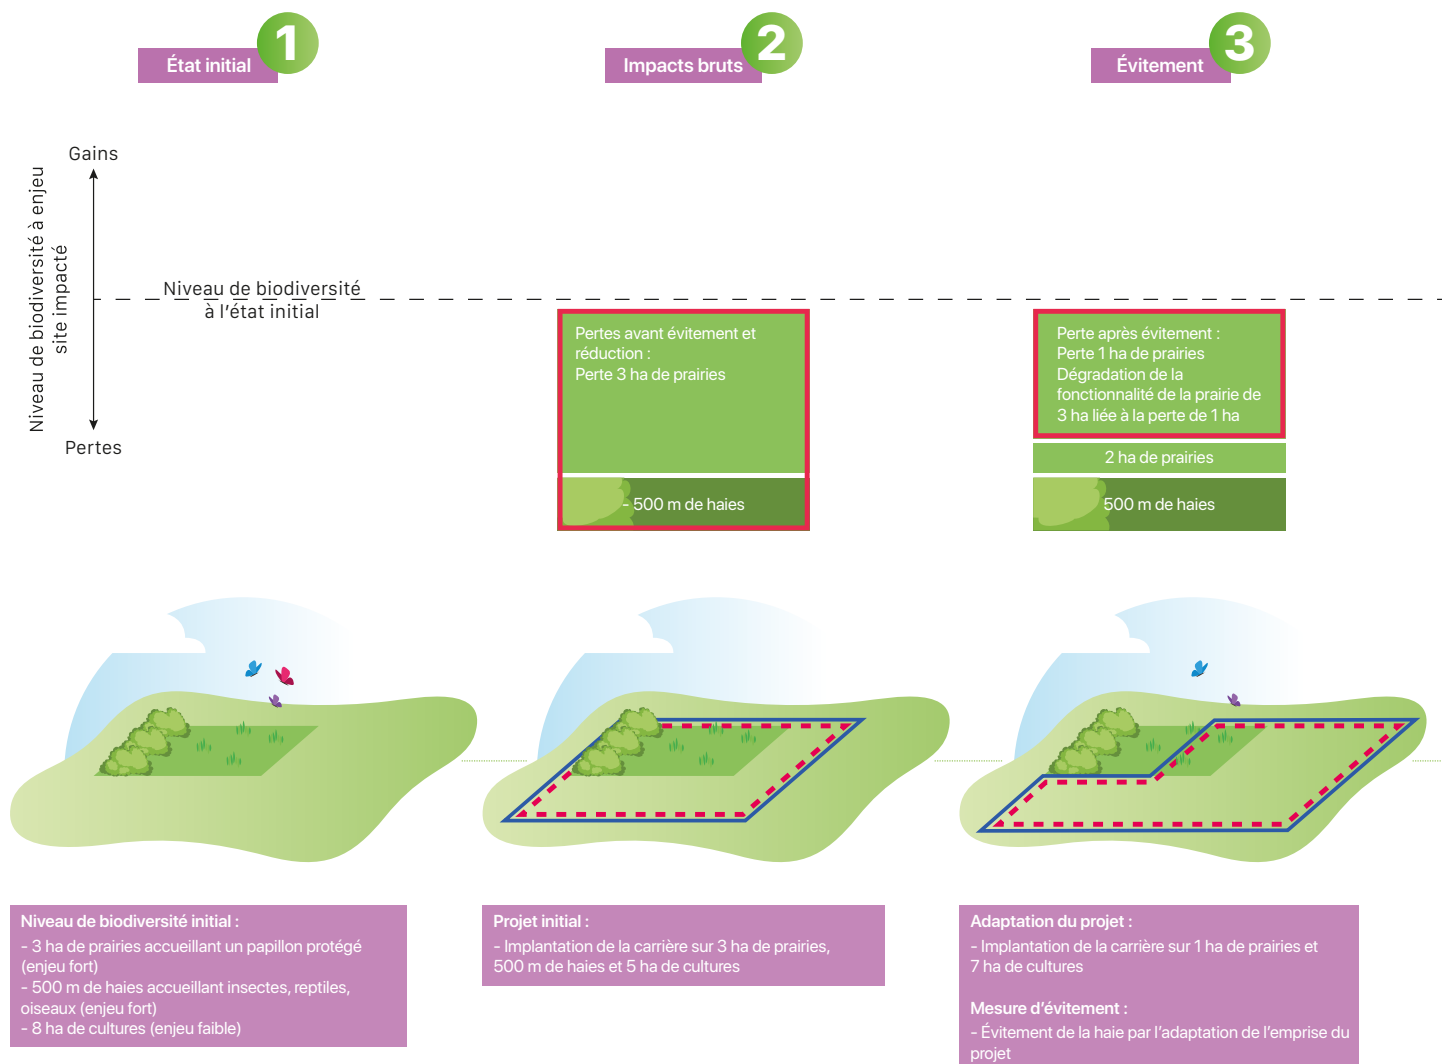 1
État initial
2
Impacts bruts
3
Évitement
Gains
Niveau de biodiversité à enjeu
site impacté
Niveau de biodiversité
à l'état initial
Pertes
Pertes avant évitement et
réduction :
Perte 3 ha de prairies
- 500 m de haies
Perte après évitement :
Perte 1 ha de prairies
Dégradation de la
fonctionnalité de la prairie de
3 ha liée à la perte de 1 ha
2 ha de prairies
500 m de haies
Niveau de biodiversité initial :
- 3 ha de prairies accueillant un papillon protégé
(enjeu fort)
- 500 m de haies accueillant insectes, reptiles,
oiseaux (enjeu fort)
- 8 ha de cultures (enjeu faible)
Projet initial :
- Implantation de la carrière sur 3 ha de prairies,
500 m de haies et 5 ha de cultures
Adaptation du projet :
- Implantation de la carrière sur 1 ha de prairies et
7 ha de cultures
Mesure d'évitement :
- Évitement de la haie par l'adaptation de l'emprise du
projet